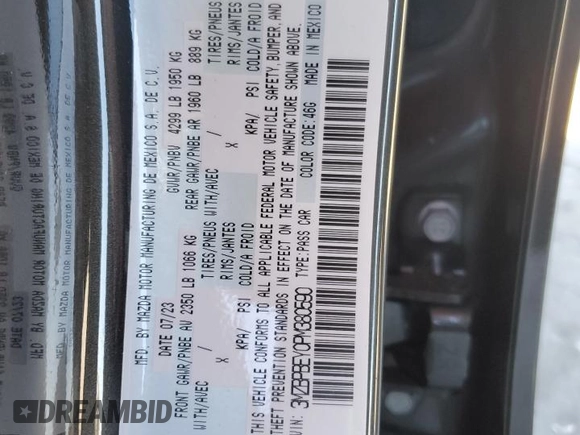 MFD. BY MAZDA MOTOR MANUFACTURING DE MEXICO S.A. DE C.V.
DATE 07/23 GVWR/PNBV 4299 LB 1950 KG
FRONT GAWR/PNBE AV 2350 LB 1066 KG REAR GAWR/PNBE AR 1960 LB 889 KG
WITH/AVEC TIRES/PNEUS WITH/AVEC TIRES/PNEUS
X RIMS/JANTES X RIMS/JANTES
KPA/ PSI COLD/A FROID KPA/ PSI COLD/A FROID
THIS VEHICLE CONFORMS TO ALL APPLICABLE FEDERAL MOTOR VEHICLE SAFETY, BUMPER, AND
THEFT PREVENTION STANDARDS IN EFFECT ON THE DATE OF MANUFACTURE SHOWN ABOVE.
COLOR CODE:46G MADE IN MEXICO
VIN: 3MZBPBEY0PM380590 TYPE:PASS CAR
DREAMBID